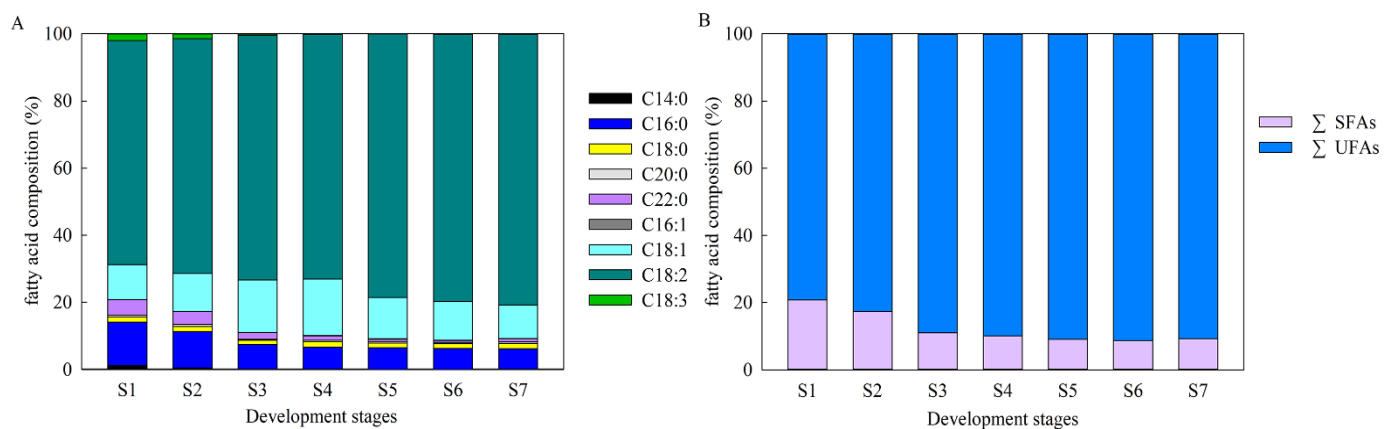 A
fatty acid composition (%)
100
80
60
40
20
0
S1 S2 S3 S4 S5 S6 S7
Development stages
C14:0
C16:0
C18:0
C20:0
C22:0
C16:1
C18:1
C18:2
C18:3
B
fatty acid composition (%)
100
80
60
40
20
0
S1 S2 S3 S4 S5 S6 S7
Development stages
∑ SFAs
∑ UFAs